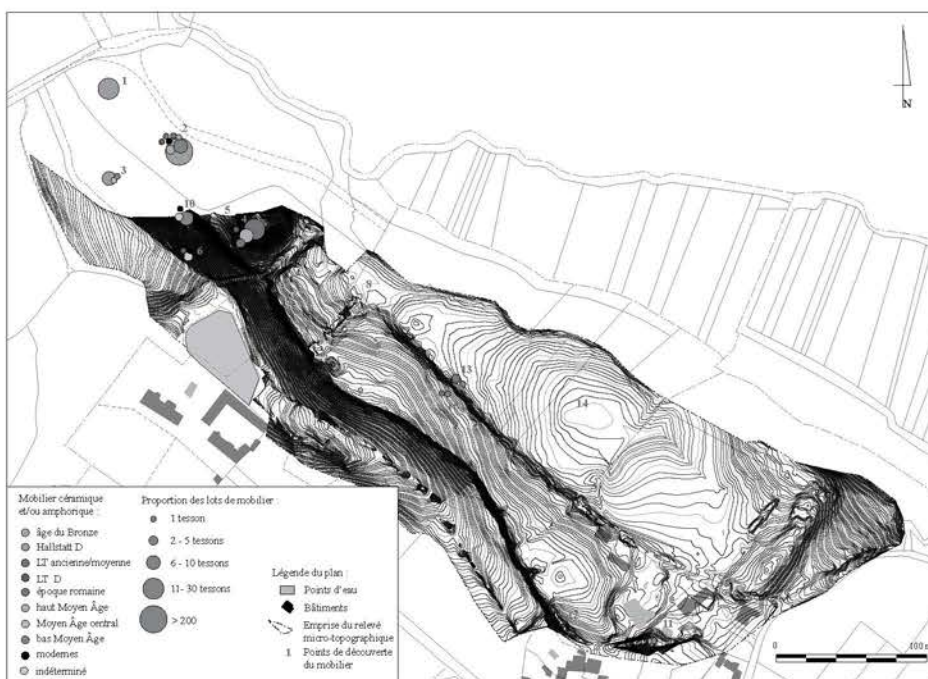 1
2
3
N
10
5
4
6
8
13
14
11
Mobilier céramique
et/ou amphorique :
âge du Bronze
Hallstatt D
LT ancienne/moyenne
LT D
époque romaine
haut Moyen Âge
Moyen Âge central
bas Moyen Âge
modernes
indéterminé
Proportion des lots de mobilier :
1 tesson
2 - 5 tessons
6 - 10 tessons
11- 30 tessons
> 200
Légende du plan :
Points d'eau
Bâtiments
Emprise du relevé
micro-topographique
1 Points de découverte
du mobilier
0 100 m